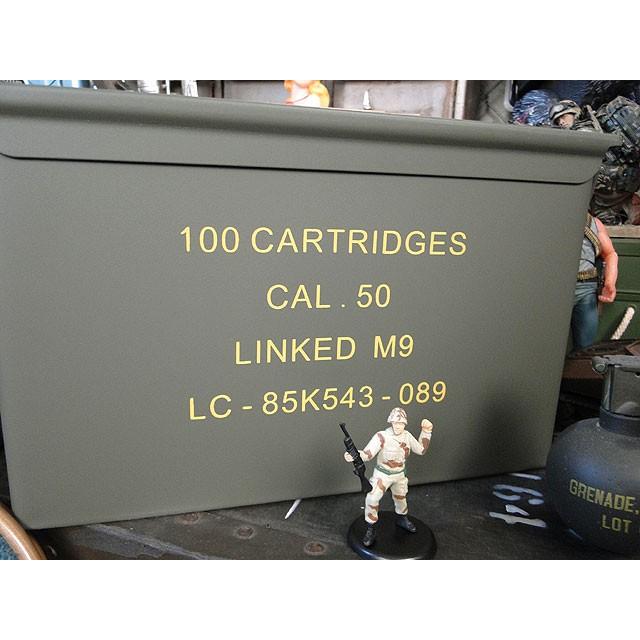 100 CARTRIDGES
CAL . 50
LINKED M9
LC - 85K543 - 089
GRENADE,
LOT